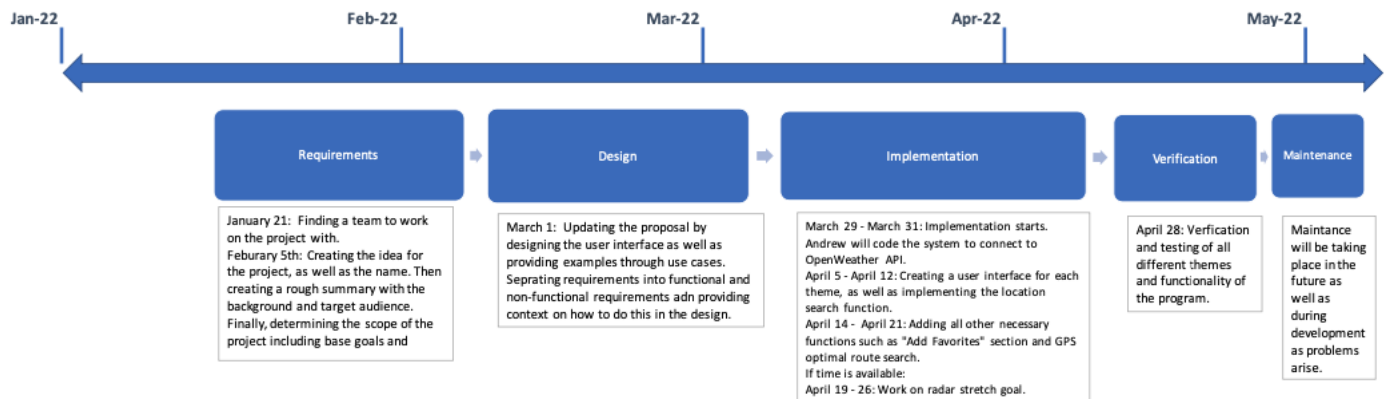 Jan-22
Feb-22
Mar-22
Apr-22
May-22
Requirements
Design
Implementation
Verification
Maintenance
January 21:  Finding a team to work
on the project with.
Feburary 5th: Creating the idea for
the project, as well as the name. Then
creating a rough summary with the
background and target audience.
Finally, determining the scope of the
project including base goals and
March 1:  Updating the proposal by
designing the user interface as well as
providing examples through use cases.
Seprating requirements into functional and
non-functional requirements adn providing
context on how to do this in the design.
March 29 - March 31: Implementation starts.
Andrew will code the system to connect to
OpenWeather API.
April 5 - April 12: Creating a user interface for each
theme, as well as implementing the location
search function.
April 14 - April 21: Adding all other necessary
functions such as "Add Favorites" section and GPS
optimal route search.
If time is available:
April 19 - 26: Work on radar stretch goal.
April 28: Verfication
and testing of all
different themes
and functionality of
the program.
Maintance
will be taking
place in the
future as
well as
during
development
as problems
arise.